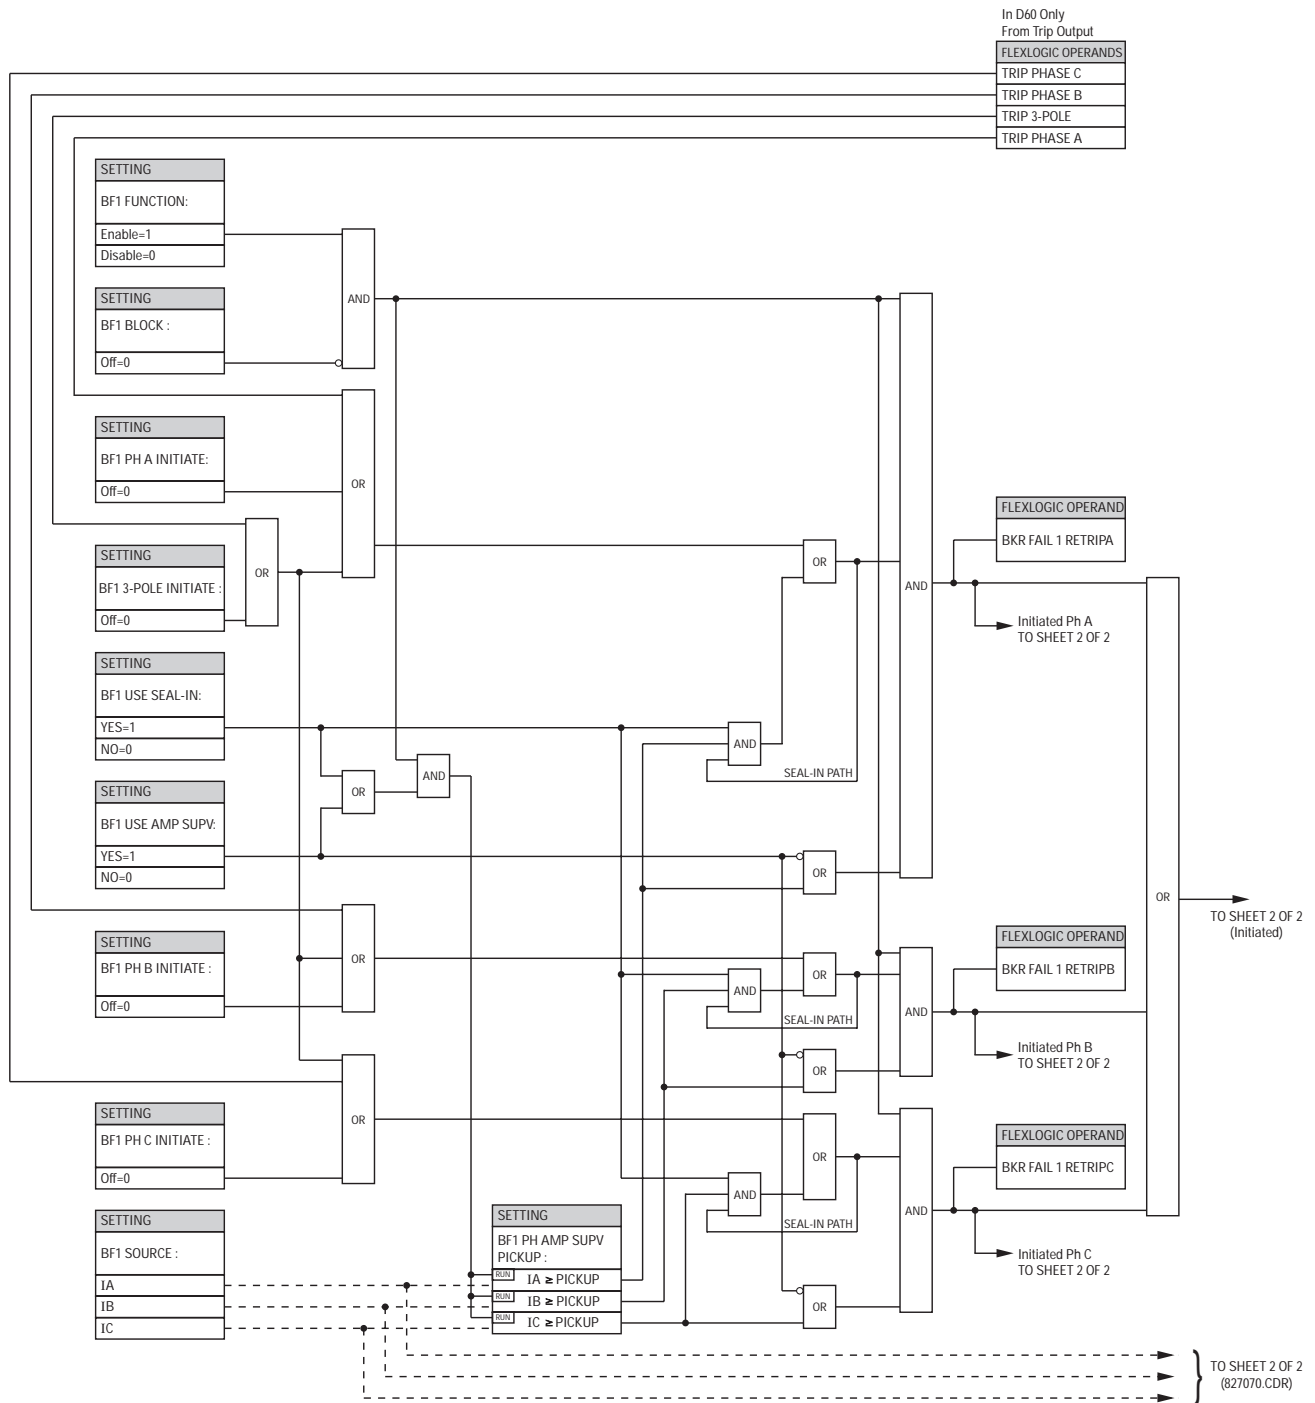 In D60 Only
From Trip Output
FLEXLOGIC OPERANDS
TRIP PHASE C
TRIP PHASE B
TRIP 3-POLE
TRIP PHASE A
SETTING
BF1 FUNCTION:
Enable=1
Disable=0
SETTING
BF1 BLOCK :
Off=0
AND
SETTING
BF1 PH A INITIATE:
Off=0
OR
SETTING
BF1 3-POLE INITIATE :
Off=0
OR
SETTING
BF1 USE SEAL-IN:
YES=1
NO=0
SETTING
BF1 USE AMP SUPV:
YES=1
NO=0
OR
AND
OR
AND
SEAL-IN PATH
OR
AND
FLEXLOGIC OPERAND
BKR FAIL 1 RETRIPA
Initiated Ph A
TO SHEET 2 OF 2
SETTING
BF1 PH B INITIATE :
Off=0
OR
OR
AND
SEAL-IN PATH
OR
AND
FLEXLOGIC OPERAND
BKR FAIL 1 RETRIPB
Initiated Ph B
TO SHEET 2 OF 2
OR
TO SHEET 2 OF 2
(Initiated)
SETTING
BF1 PH C INITIATE :
Off=0
OR
OR
AND
SEAL-IN PATH
OR
AND
FLEXLOGIC OPERAND
BKR FAIL 1 RETRIPC
Initiated Ph C
TO SHEET 2 OF 2
SETTING
BF1 SOURCE :
IA
IB
IC
SETTING
BF1 PH AMP SUPV
PICKUP :
RUN IA ≥ PICKUP
RUN IB ≥ PICKUP
RUN IC ≥ PICKUP
TO SHEET 2 OF 2
(827070.CDR)